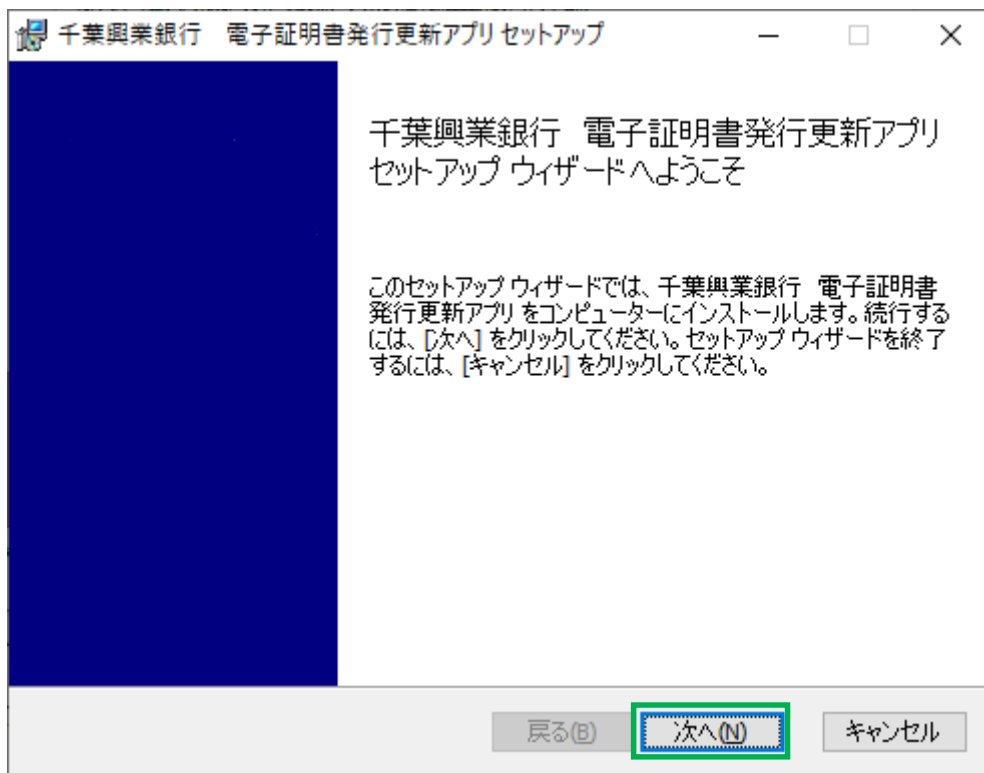 千葉興業銀行　電子証明書発行更新アプリ セットアップ
千葉興業銀行　電子証明書発行更新アプリ
セットアップ ウィザードへようこそ
このセットアップ ウィザードでは、千葉興業銀行　電子証明書
発行更新アプリ をコンピューターにインストールします。続行する
には、[次へ] をクリックしてください。セットアップ ウィザードを終了
するには、[キャンセル] をクリックしてください。
戻る(B)
次へ(N)
キャンセル